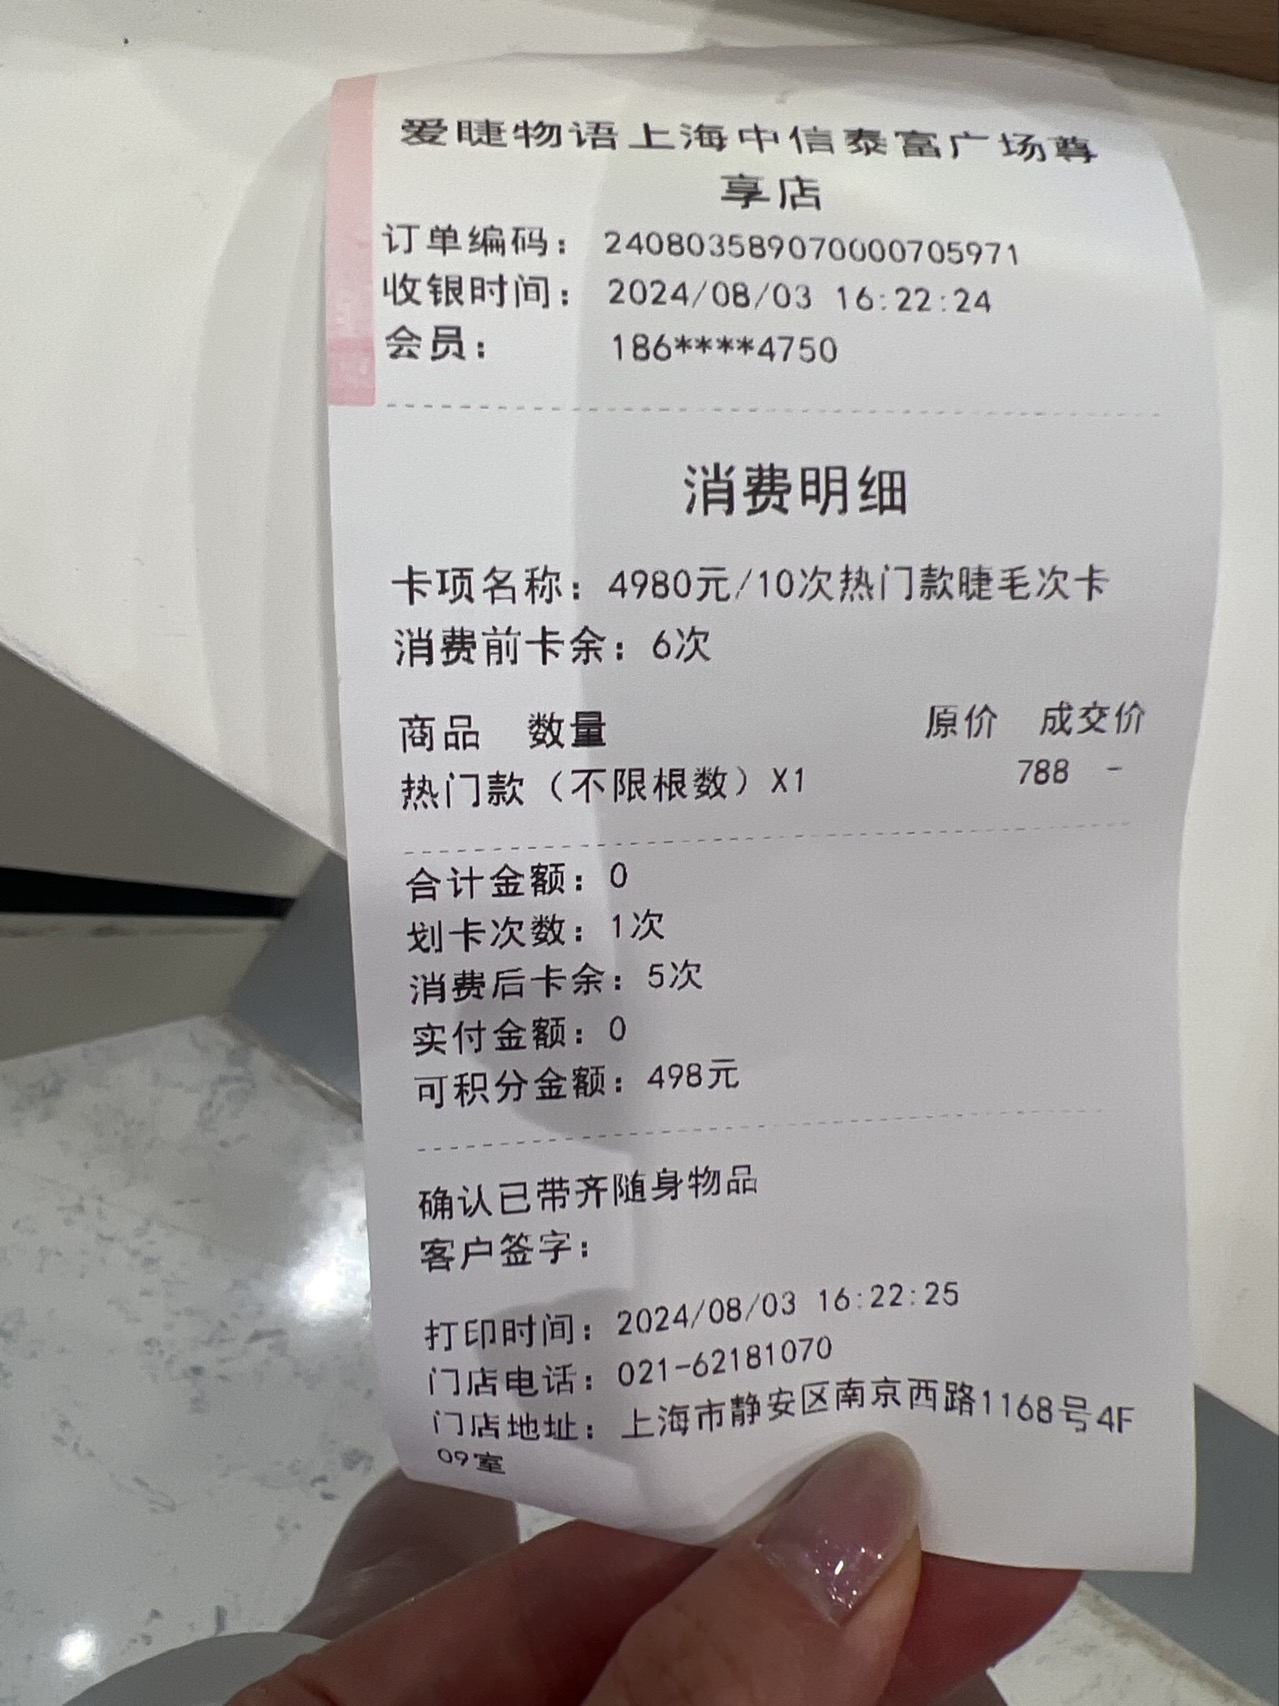 爱睫物语上海中信泰富广场尊
享店
订单编码： 240803589070000705971
收银时间： 2024/08/03 16:22:24
会员： 186****4750
消费明细
卡项名称：4980元/10次热门款睫毛次卡
消费前卡余：6次
商品 数量 原价 成交价
热门款（不限根数）X1 788 -
合计金额：0
划卡次数：1次
消费后卡余：5次
实付金额：0
可积分金额：498元
确认已带齐随身物品
客户签字：
打印时间：2024/08/03 16:22:25
门店电话：021-62181070
门店地址：上海市静安区南京西路1168号4F
09室